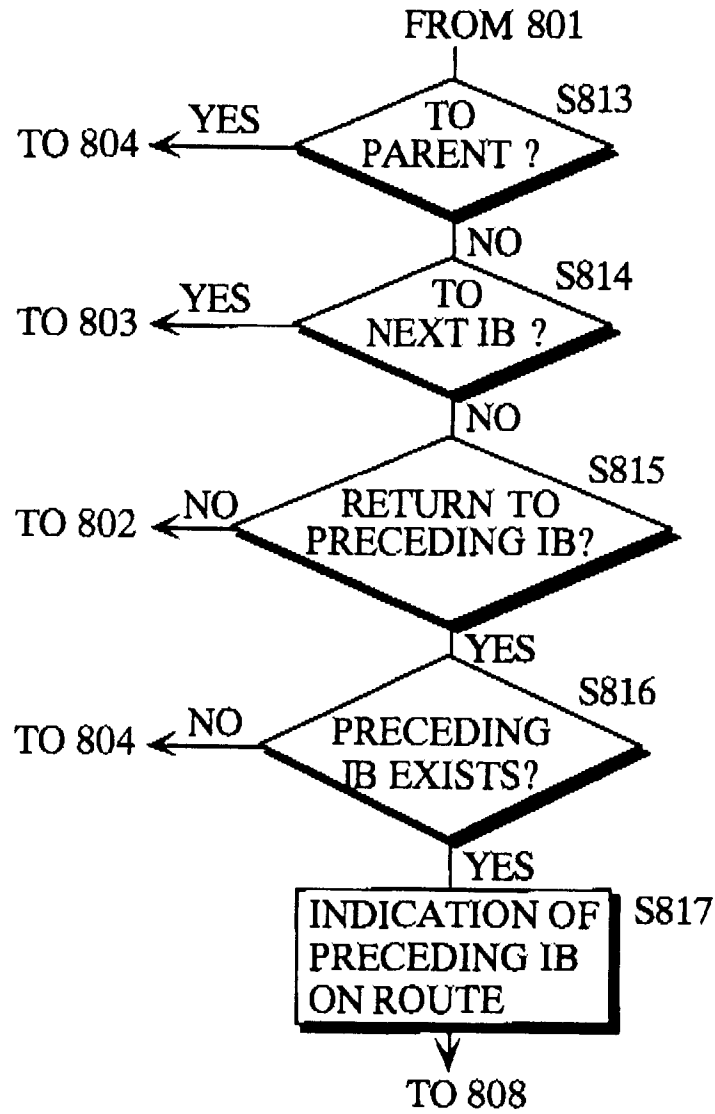 FROM 801
S813
TO
PARENT ?
YES
TO 804
NO
S814
TO
NEXT IB ?
YES
TO 803
NO
S815
RETURN TO
PRECEDING IB?
NO
TO 802
YES
S816
PRECEDING
IB EXISTS?
NO
TO 804
YES
INDICATION OF
PRECEDING IB
ON ROUTE
S817
TO 808